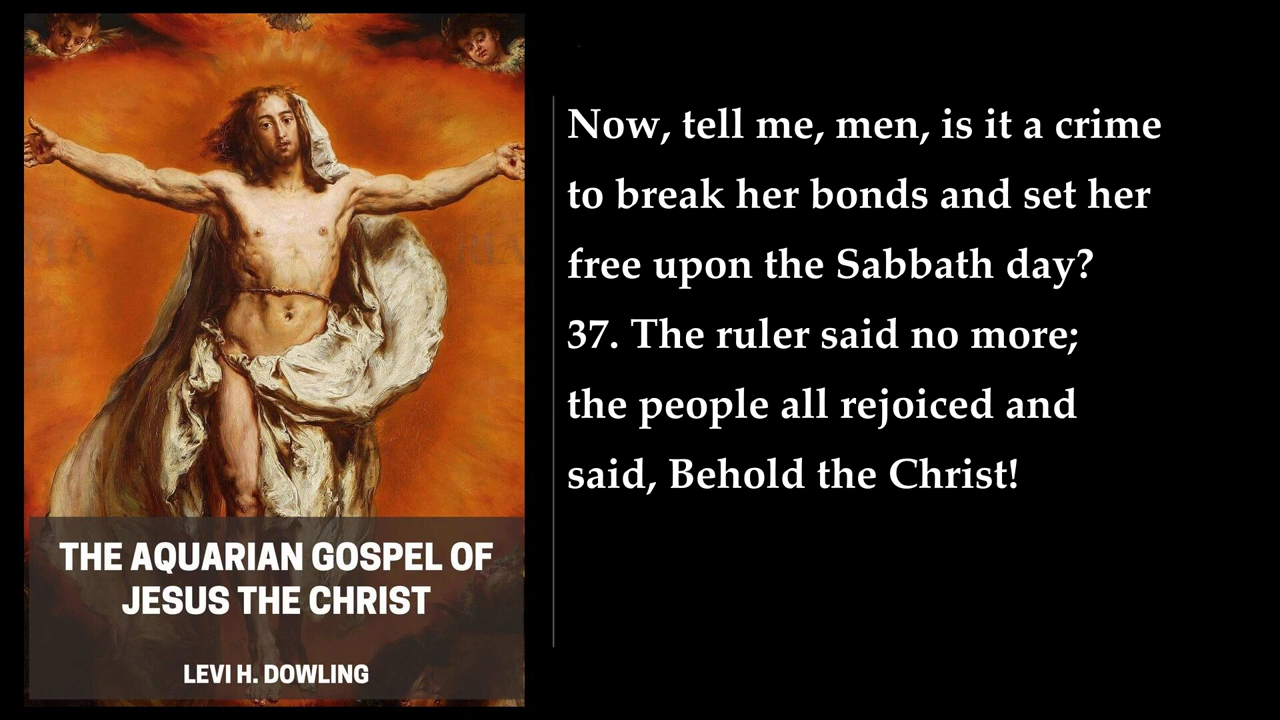 THE AQUARIAN GOSPEL OF
JESUS THE CHRIST
LEVI H. DOWLING
Now, tell me, men, is it a crime
to break her bonds and set her
free upon the Sabbath day?
37. The ruler said no more;
the people all rejoiced and
said, Behold the Christ!